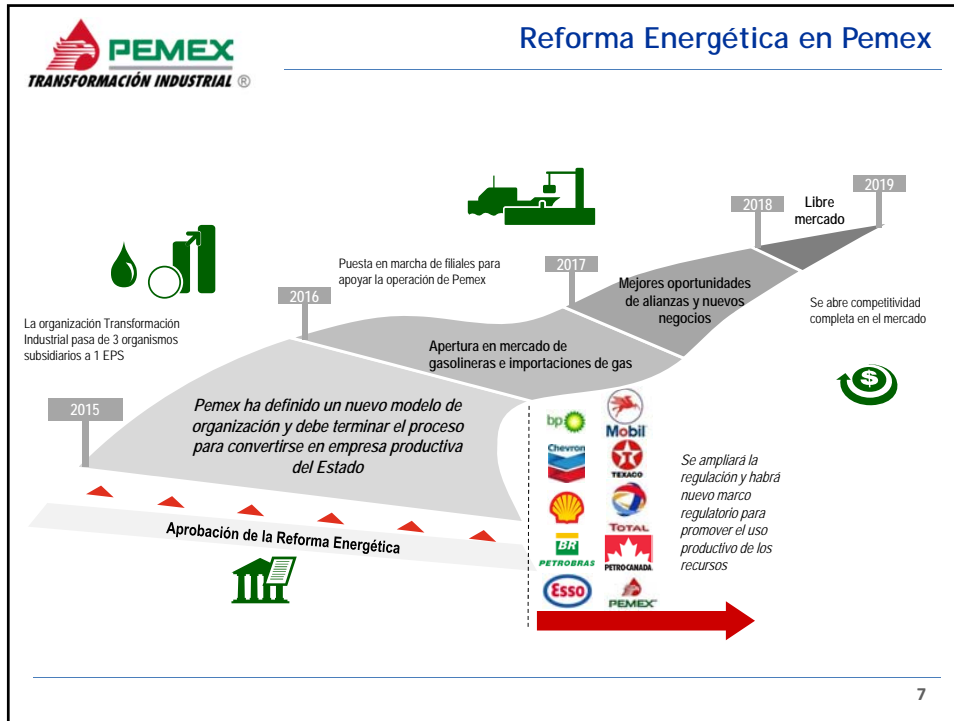 PEMEX
TRANSFORMACIÓN INDUSTRIAL ®
Reforma Energética en Pemex
2019
2018
Libre
mercado
2017
Puesta en marcha de filiales para
apoyar la operación de Pemex
Mejores oportunidades
de alianzas y nuevos
negocios
2016
Se abre competitividad
completa en el mercado
La organización Transformación
Industrial pasa de 3 organismos
subsidiarios a 1 EPS
Apertura en mercado de
gasolineras e importaciones de gas
$
2015
Pemex ha definido un nuevo modelo de
organización y debe terminar el proceso
para convertirse en empresa productiva
del Estado
bp
Mobil
Chevron
TEXACO
TOTAL
BR
PETROBRAS
PETRO-CANADA
Esso
PEMEX
Se ampliará la
regulación y habrá
nuevo marco
regulatorio para
promover el uso
productivo de los
recursos
Aprobación de la Reforma Energética
7